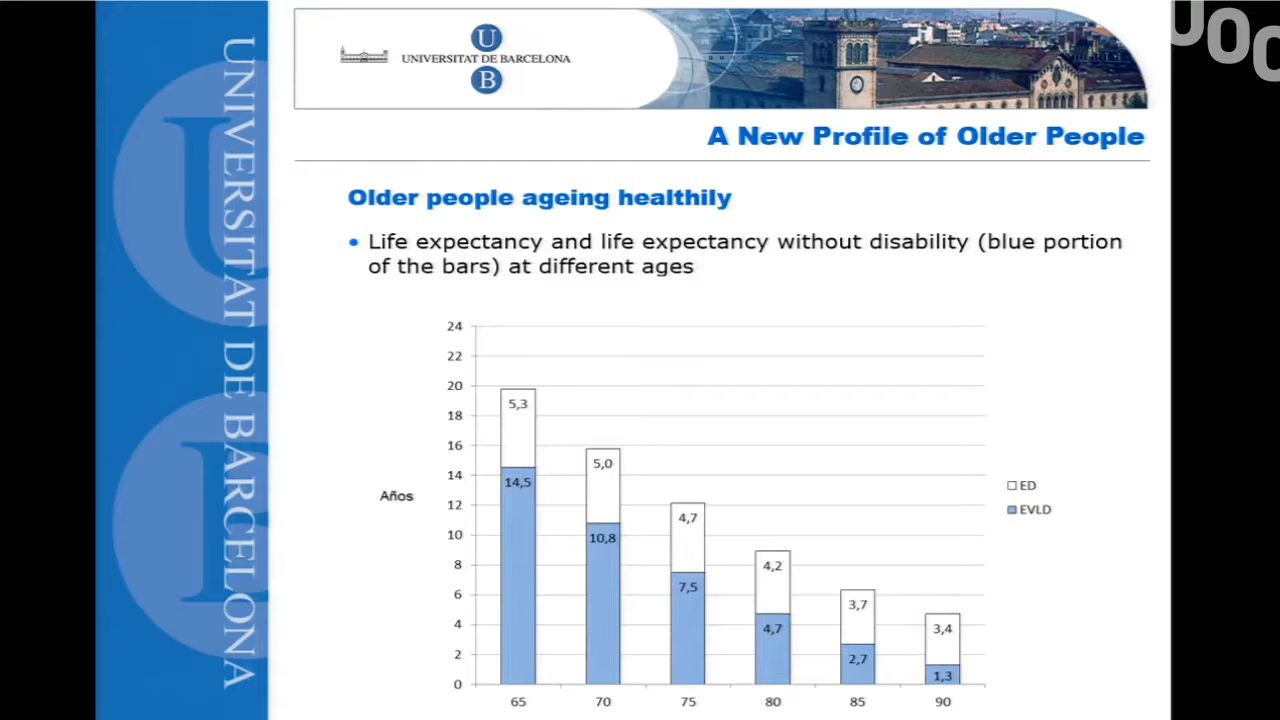 UOC
UNIVERSITAT DE BARCELONA
U
UNIVERSITAT DE BARCELONA
B
A New Profile of Older People
Older people ageing healthily
• Life expectancy and life expectancy without disability (blue portion
of the bars) at different ages
24
22
20
18
16
14
12
10
8
6
4
2
0
Años
5,3
14,5
5,0
10,8
4,7
7,5
4,2
4,7
3,7
2,7
3,4
1,3
65 70 75 80 85 90
ED
EVLD